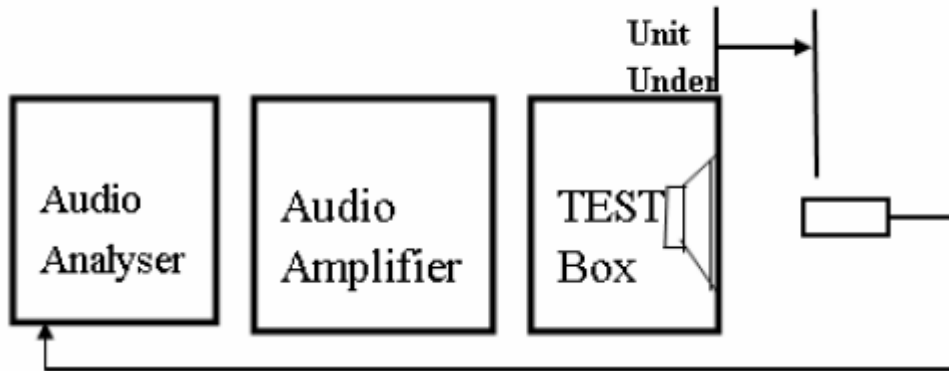 Unit
Under
Audio
Analyser
Audio
Amplifier
TEST
Box